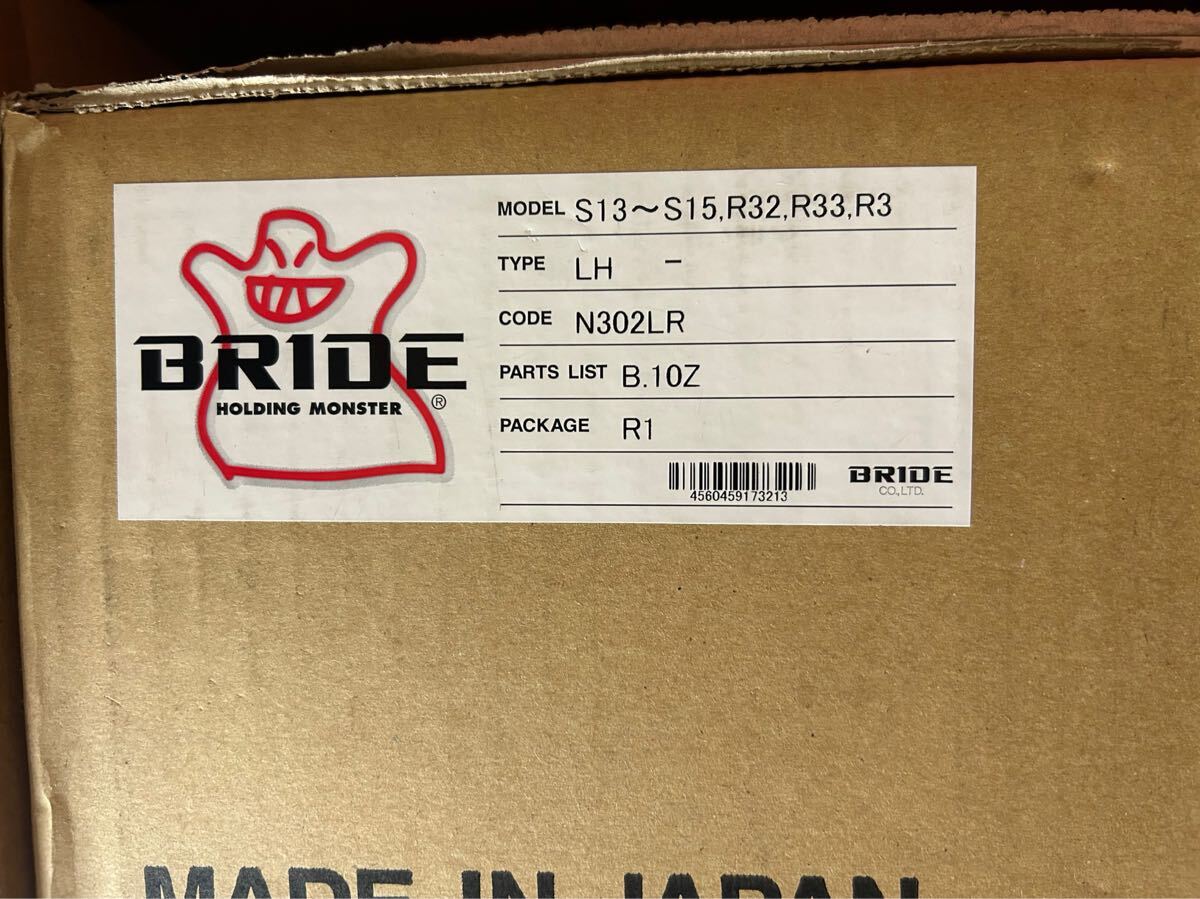 BRIDE
HOLDING MONSTER ®
MODEL S13～S15,R32,R33,R3
TYPE LH -
CODE N302LR
PARTS LIST B.10Z
PACKAGE R1
4560459173213
BRIDE
CO.,LTD.
MADE IN JAPAN